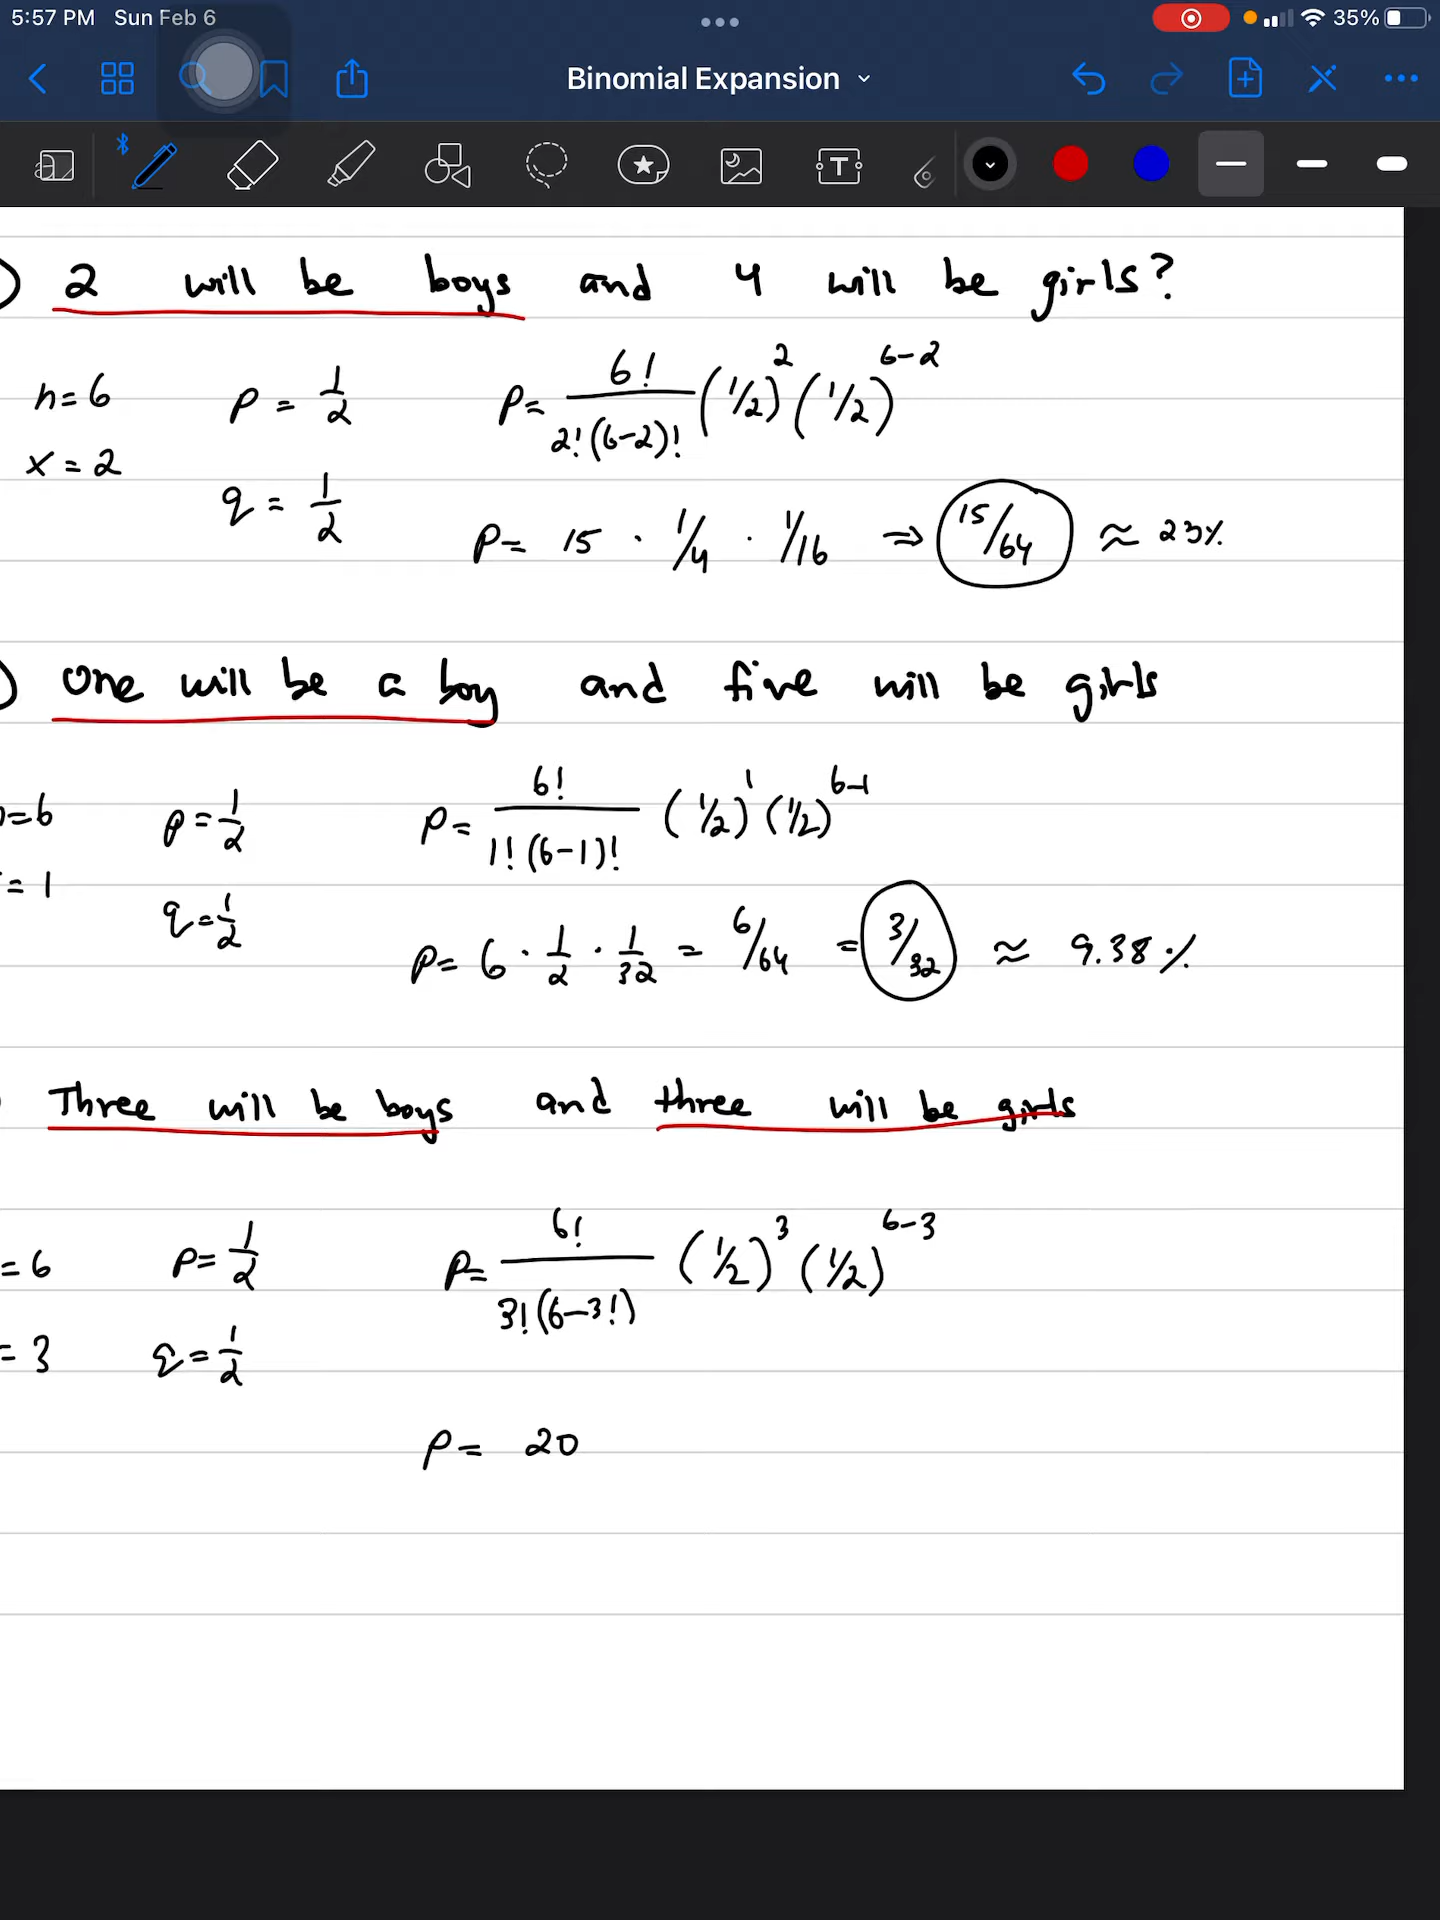 5:57 PM Sun Feb 6
35%
Binomial Expansion
) 2 will be boys and 4 will be girls?
n=6 p = 1/2 P= 6!/2!(6-2)! (1/2)^2 (1/2)^6-2
x = 2 q = 1/2
P= 15 · 1/4 · 1/16 ⇒ 15/64 ≈ 23%
) One will be a boy and five will be girls
=6 p = 1/2 P= 6!/1!(6-1)! (1/2)^1 (1/2)^6-1
= 1 q = 1/2
P= 6 · 1/2 · 1/32 = 6/64 = 3/32 ≈ 9.38 %
Three will be boys and three will be girls
= 6 p = 1/2 P= 6!/3!(6-3!) (1/2)^3 (1/2)^6-3
= 3 q = 1/2
P = 20